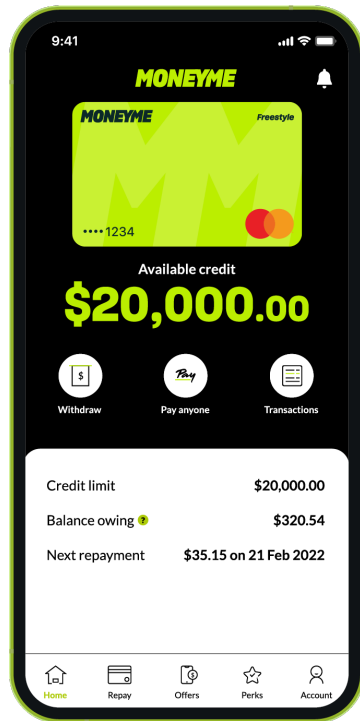 9:41
MONEYME
MONEYME Freestyle
•••• 1234
Available credit
$20,000.00
$ Pay
Withdraw Pay anyone Transactions
Credit limit $20,000.00
Balance owing ? $320.54
Next repayment $35.15 on 21 Feb 2022
$
Home Repay Offers Perks Account